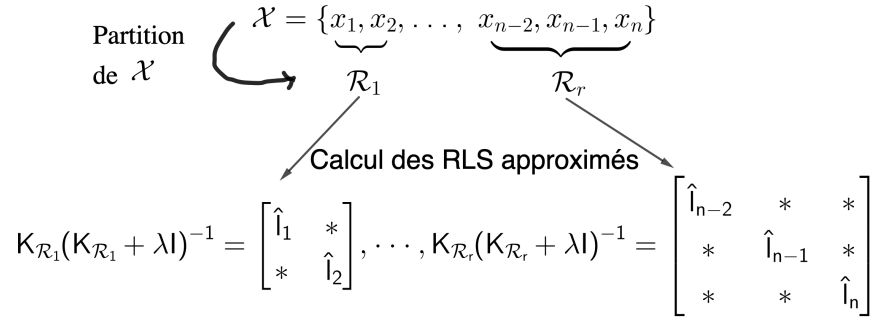 Partition
de 𝒳
𝒳 = {x₁, x₂, . . . , xₙ₋₂, xₙ₋₁, xₙ}
ℛ₁ ℛᵣ
Calcul des RLS approximés
K_ℛ₁(K_ℛ₁ + λI)⁻¹ = [l̂₁ * ; * l̂₂], · · · , K_ℛᵣ(K_ℛᵣ + λI)⁻¹ = [l̂ₙ₋₂ * * ; * l̂ₙ₋₁ * ; * * l̂ₙ]